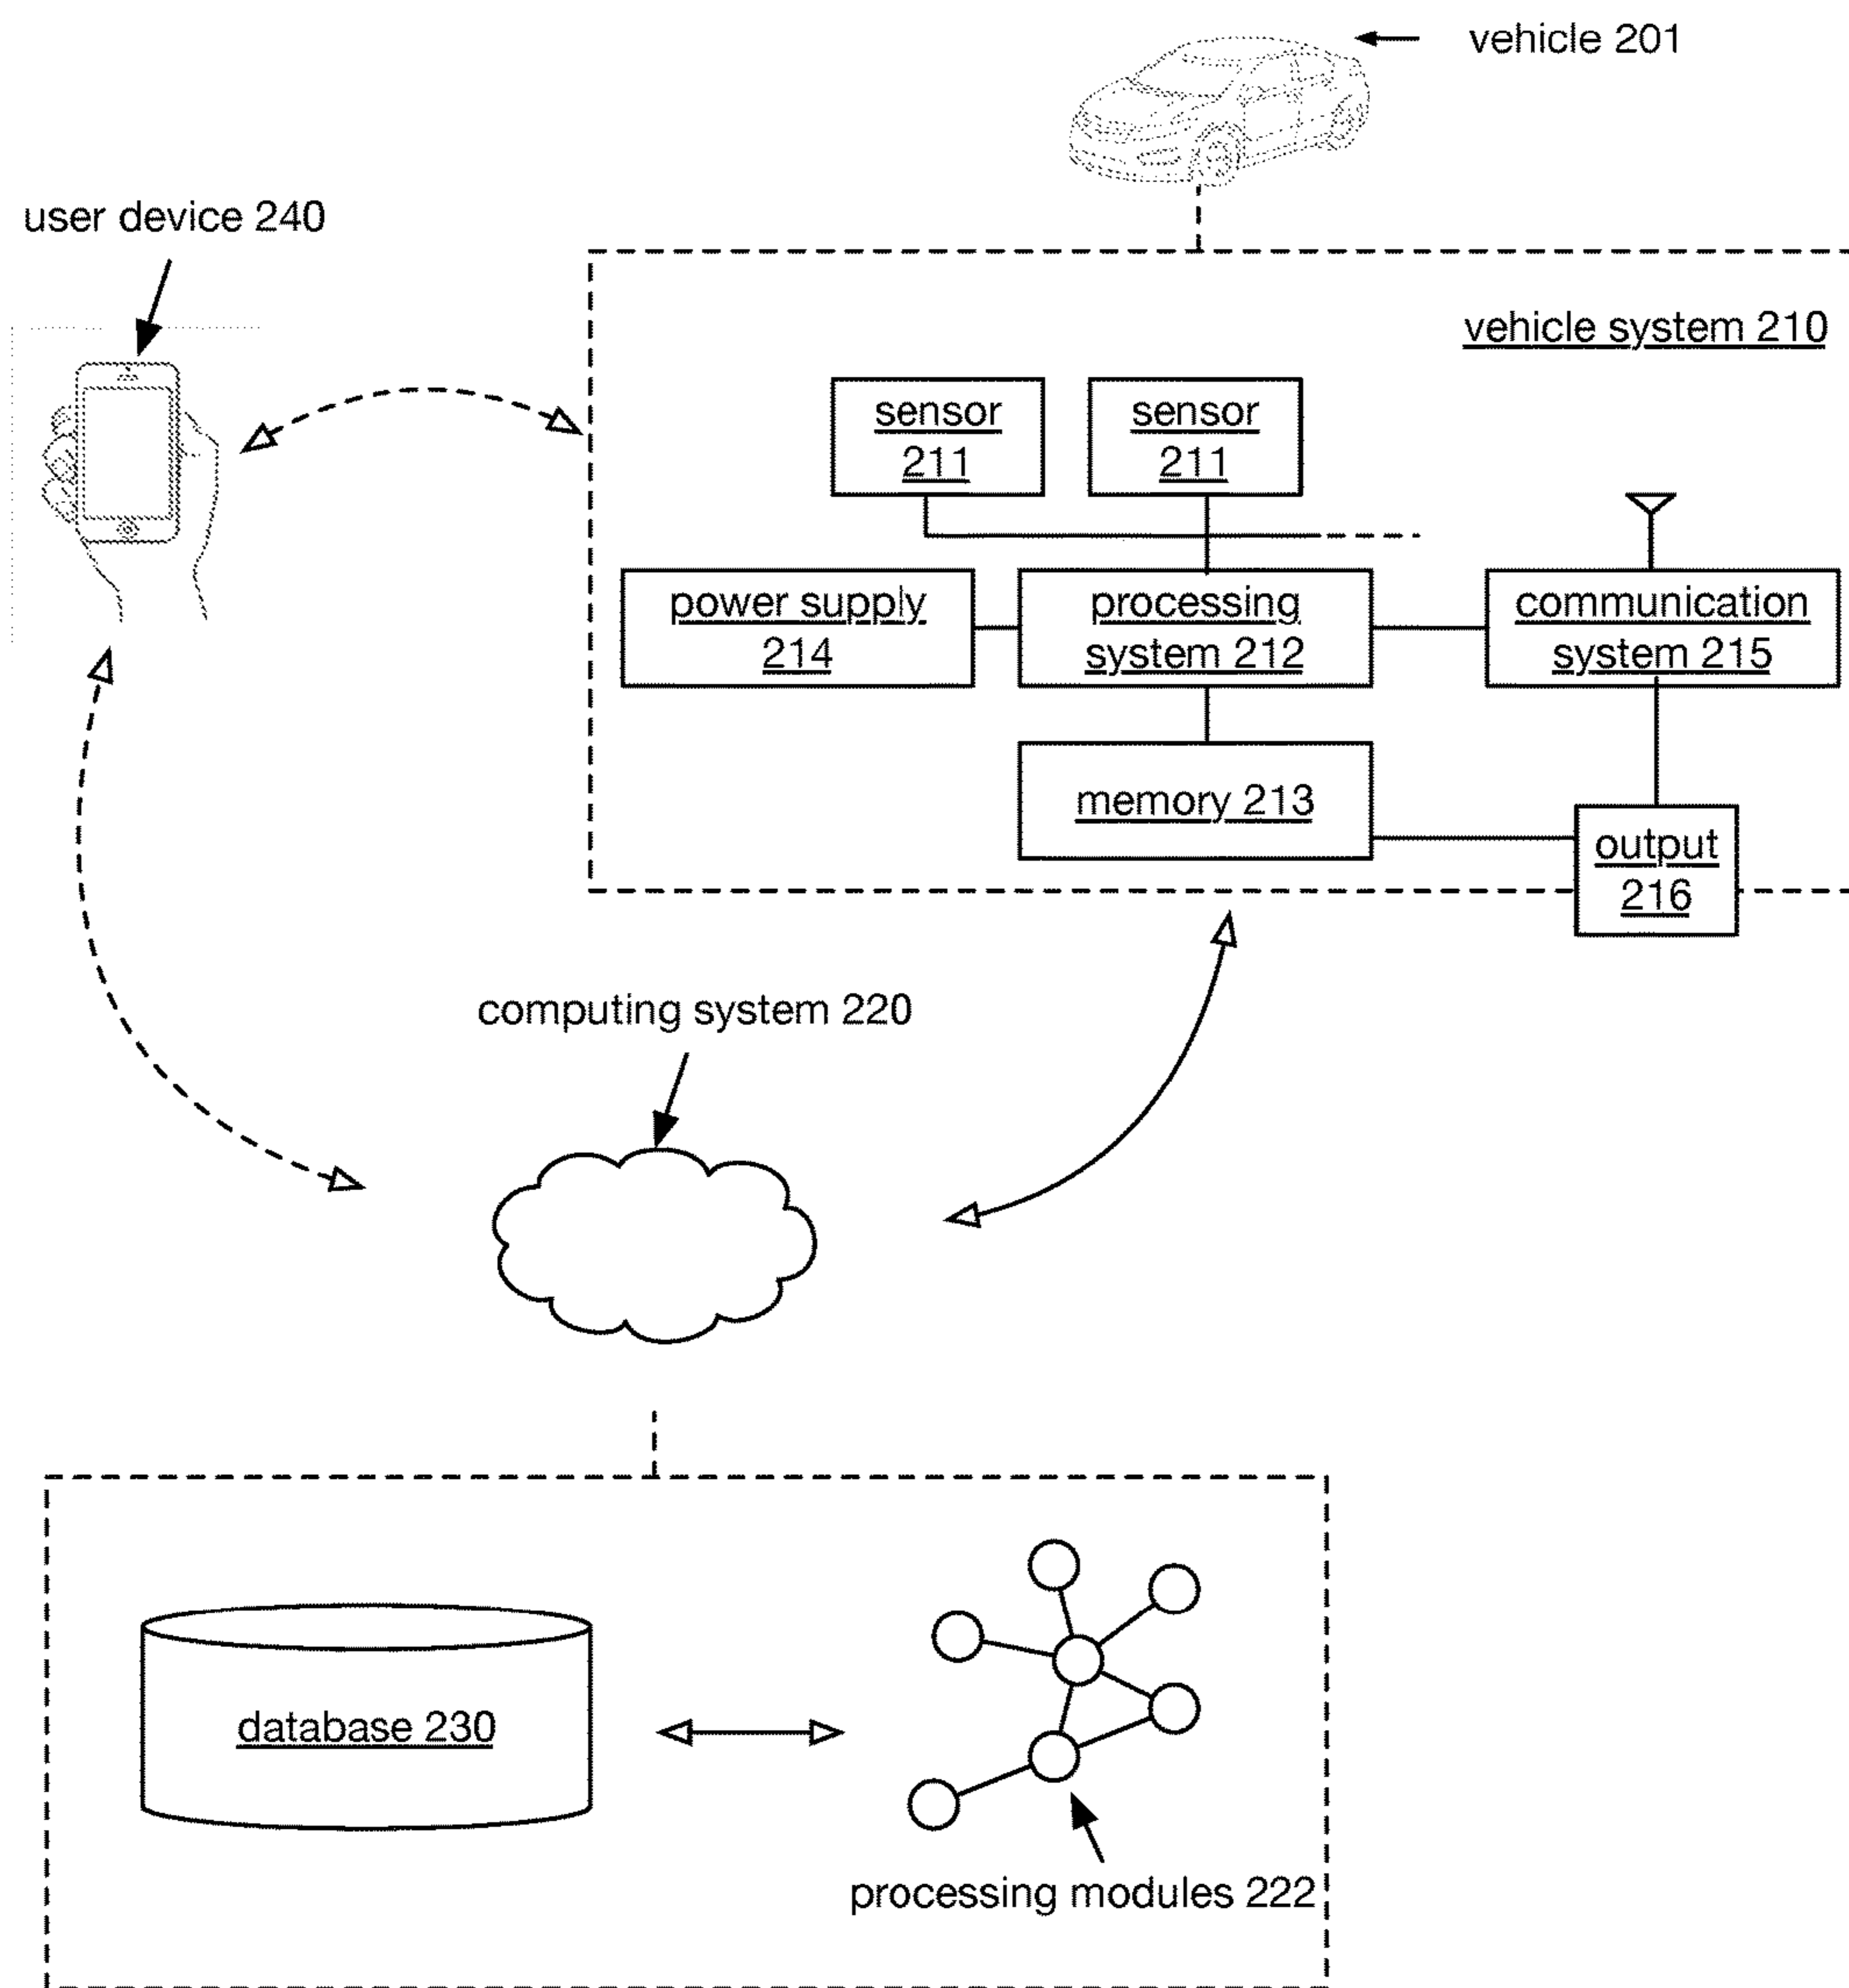 vehicle 201
user device 240
vehicle system 210
sensor
211
sensor
211
power supply
214
processing
system 212
communication
system 215
memory 213
output
216
computing system 220
database 230
processing modules 222